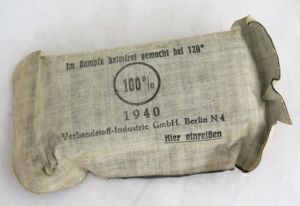 Im Dampfe keimfrei gemacht bei 120°
100%
1940
Verbandstoff-Industrie GmbH. Berlin N 4
Hier einreißen